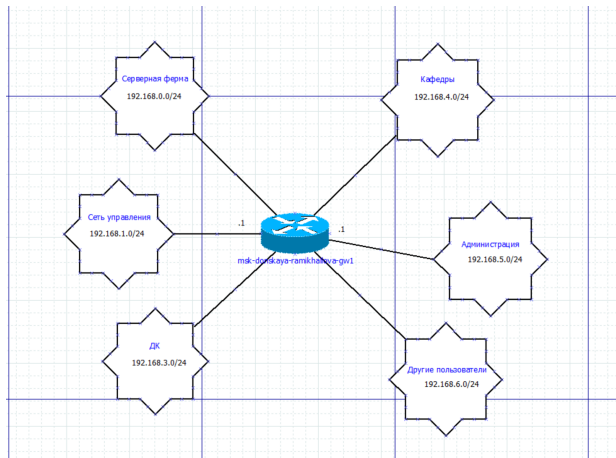 Серверная ферма
192.168.0.0/24
Кафедры
192.168.4.0/24
Сеть управления
192.168.1.0/24
.1
.1
msk-donskaya-ramikhailova-gw1
Администрация
192.168.5.0/24
ДК
192.168.3.0/24
Другие пользователи
192.168.6.0/24